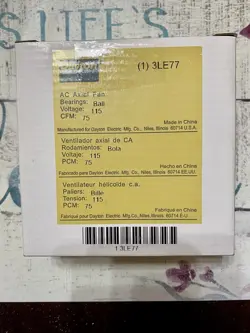 LIFE'S
(1) 3LE77
AC Axial Fan
Bearings: Ball
Voltage: 115
CFM: 75
Made in China
Manufactured for Dayton Electric Mfg. Co., Niles, Illinois 60714 U.S.A.
Ventilador axial de CA
Rodamientos: Bola
Voltaje: 115
PCM: 75
Hecho en China
Fabricado para Dayton Electric Mfg. Co., Niles, Illinois 60714 EE.UU.
Ventilateur hélicoïde c.a.
Paliers: Bille
Tension: 115
PCM: 75
Fabriqué en China
Fabriqué pour Dayton Electric Mfg. Co., Niles, Illinois 60714 É.U.
13LE77